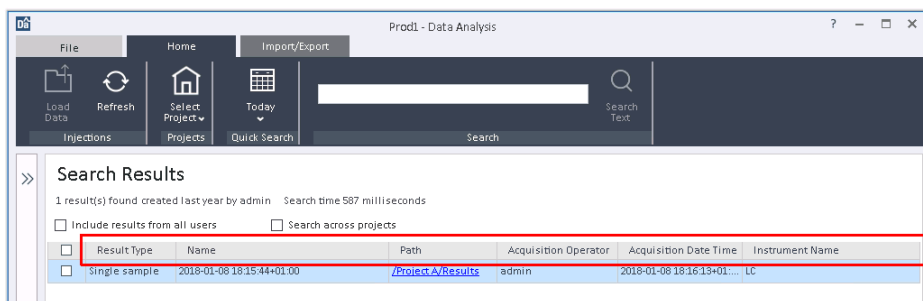 Da
Prod1 - Data Analysis
?
File Home Import/Export
Load Data
Refresh
Select Project
Today
Search Text
Injections Projects Quick Search Search
Search Results
1 result(s) found created last year by admin Search time 587 milliseconds
Include results from all users Search across projects
Result Type Name Path Acquisition Operator Acquisition Date Time Instrument Name
Single sample 2018-01-08 18:15:44+01:00 /Project A/Results admin 2018-01-08 18:16:13+01:... LC